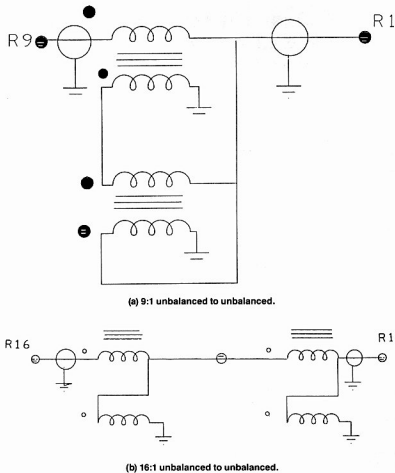 R9
R1
(a) 9:1 unbalanced to unbalanced.
R16
R1
(b) 16:1 unbalanced to unbalanced.